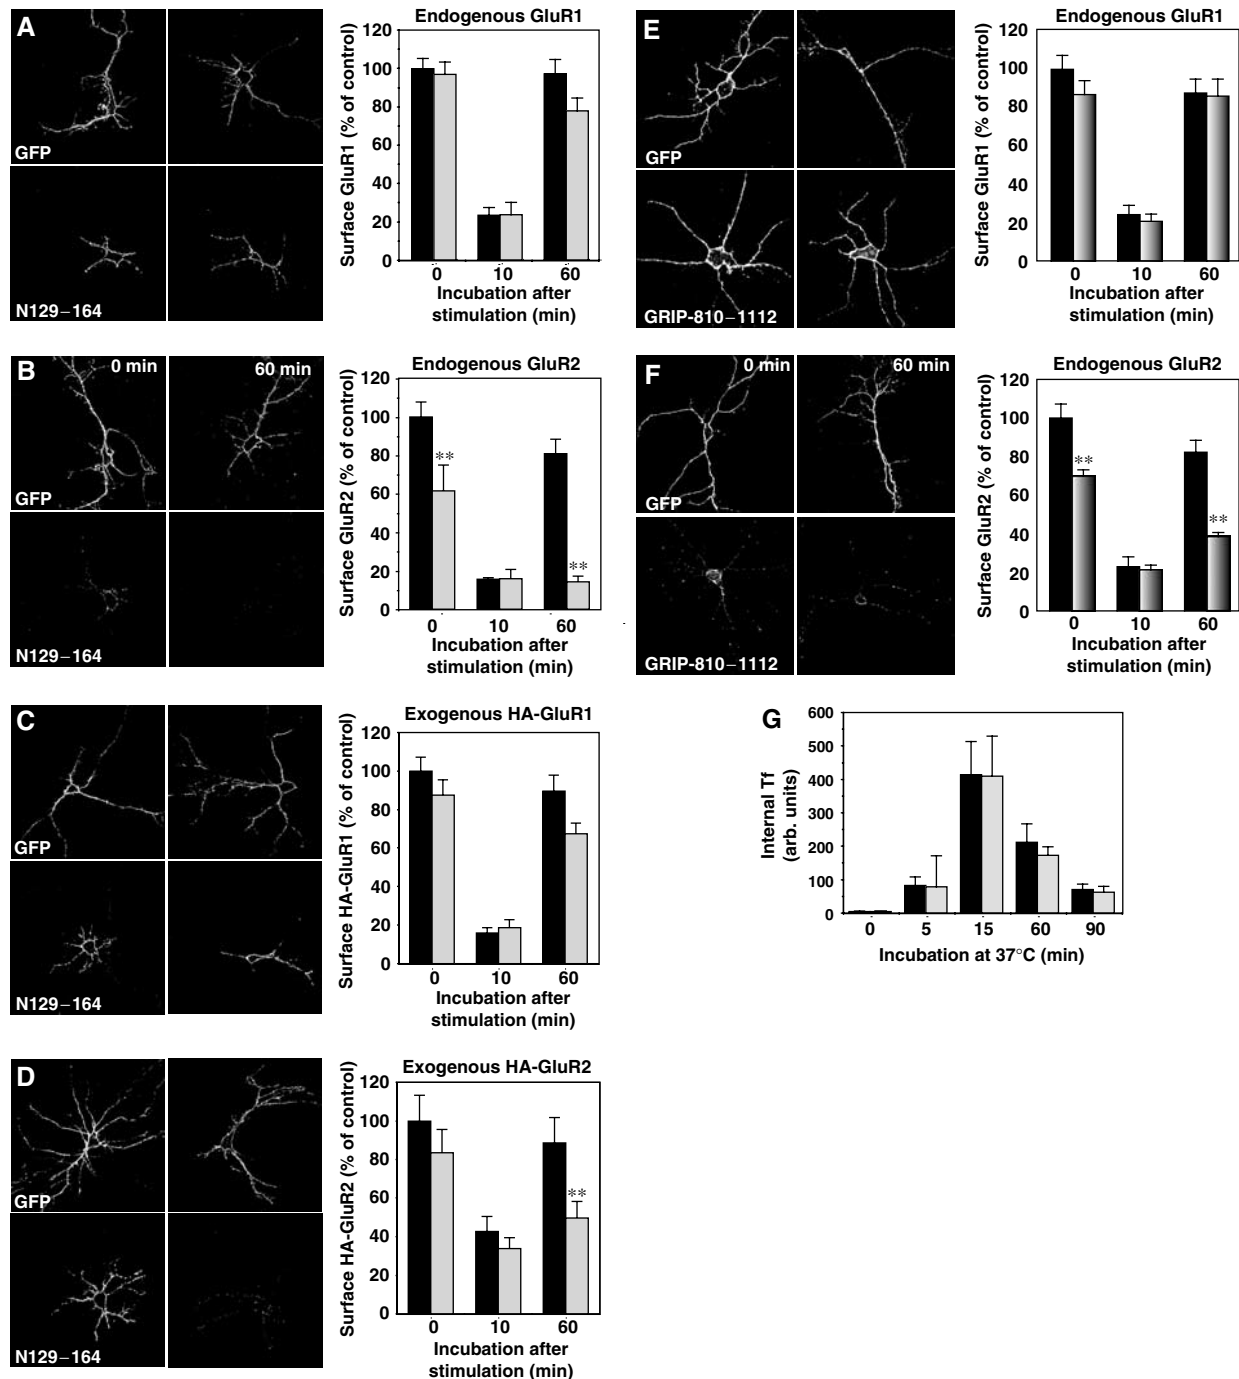 A
GFP
N129–164
Endogenous GluR1
Surface GluR1 (% of control)
120
100
80
60
40
20
0
0 10 60
Incubation after
stimulation (min)
B
0 min
60 min
GFP
N129–164
Endogenous GluR2
Surface GluR2 (% of control)
120
100
80
60
40
20
0
**
**
0 10 60
Incubation after
stimulation (min)
C
GFP
N129–164
Exogenous HA-GluR1
Surface HA-GluR1 (% of control)
120
100
80
60
40
20
0
0 10 60
Incubation after
stimulation (min)
D
GFP
N129–164
Exogenous HA-GluR2
Surface HA-GluR2 (% of control)
120
100
80
60
40
20
0
**
0 10 60
Incubation after
stimulation (min)
E
GFP
GRIP-810–1112
Endogenous GluR1
Surface GluR1 (% of control)
120
100
80
60
40
20
0
0 10 60
Incubation after
stimulation (min)
F
0 min
60 min
GFP
GRIP-810–1112
Endogenous GluR2
Surface GluR2 (% of control)
120
100
80
60
40
20
0
**
**
0 10 60
Incubation after
stimulation (min)
G
Internal Tf
(arb. units)
600
500
400
300
200
100
0
0 5 15 60 90
Incubation at 37°C (min)